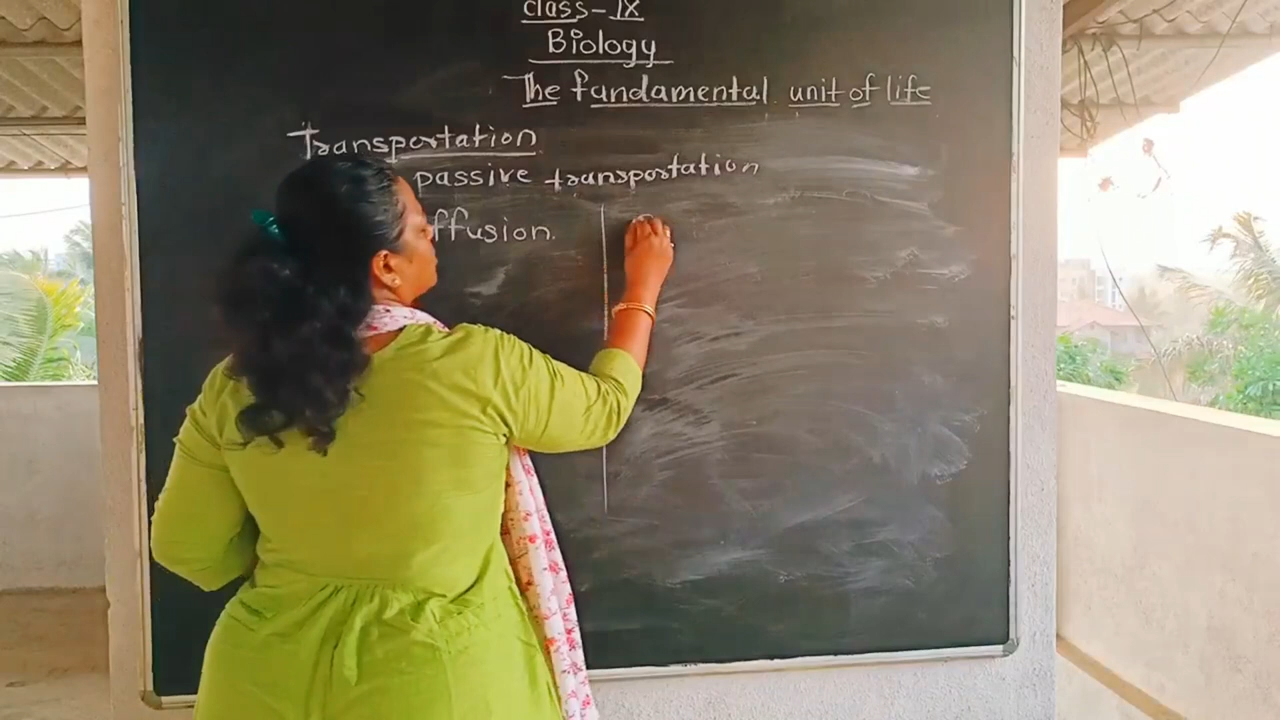 class-IX
Biology
The fundamental unit of life
Transportation
passive transportation
ffusion.